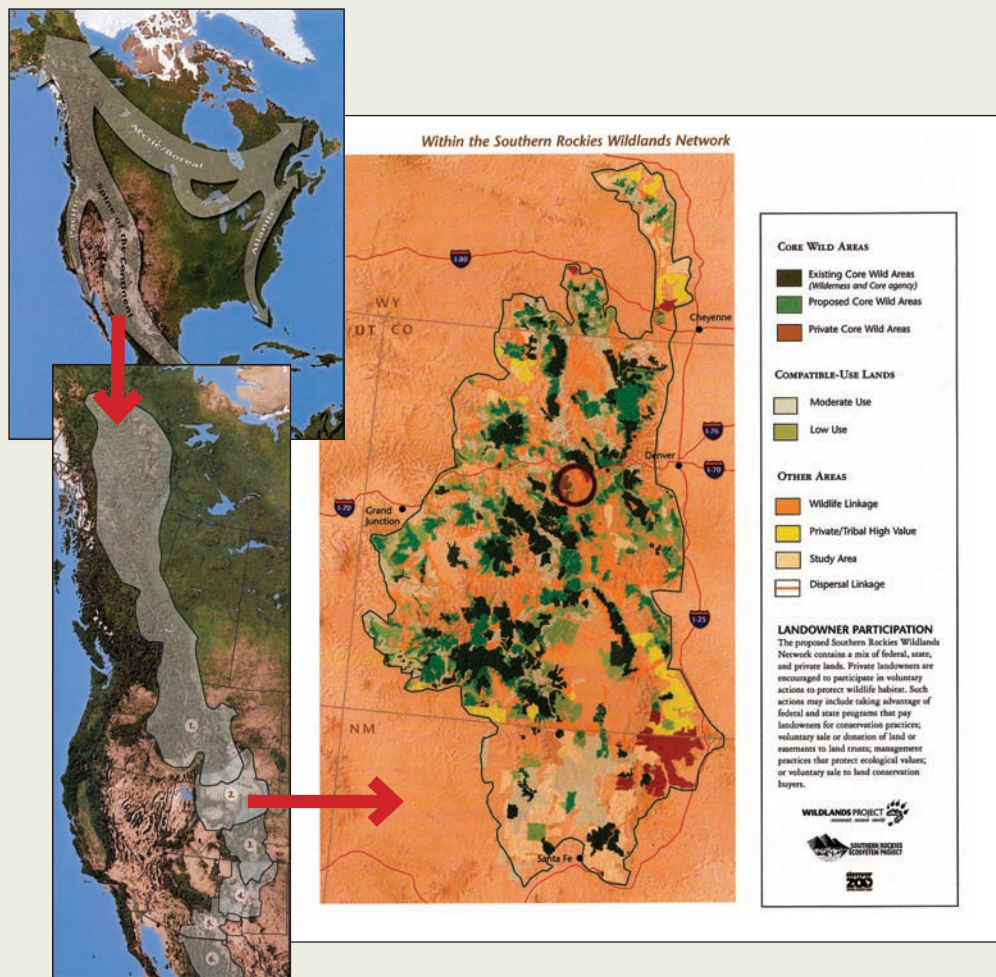 Arctic/Boreal
Pacific
Spine of the Continent
Atlantic
1.
2.
3.
4.
5.
6.
Within the Southern Rockies Wildlands Network
I-80
WY
UT CO
Cheyenne
I-76
Denver
I-70
I-70
Grand
Junction
I-25
NM
Santa Fe
CORE WILD AREAS
Existing Core Wild Areas
(Wilderness and Core agency)
Proposed Core Wild Areas
Private Core Wild Areas
COMPATIBLE-USE LANDS
Moderate Use
Low Use
OTHER AREAS
Wildlife Linkage
Private/Tribal High Value
Study Area
Dispersal Linkage
LANDOWNER PARTICIPATION
The proposed Southern Rockies Wildlands
Network contains a mix of federal, state,
and private lands. Private landowners are
encouraged to participate in voluntary
actions to protect wildlife habitat. Such
actions may include taking advantage of
federal and state programs that pay
landowners for conservation practices;
voluntary sale or donation of land or
easements to land trusts; management
practices that protect ecological values;
or voluntary sale to land conservation
buyers.
WILDLANDS PROJECT
SOUTHERN ROCKIES
ECOSYSTEM PROJECT
ZOO